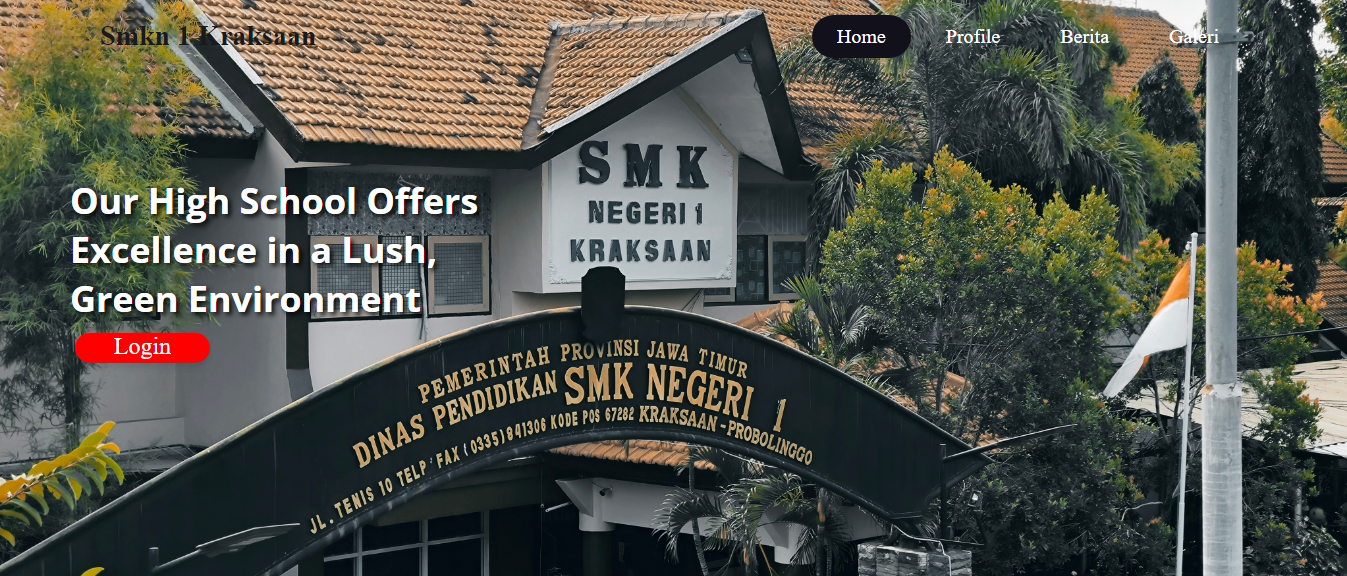 Smkn 1 Kraksaan
Home
Profile
Berita
Galeri
SMK
NEGERI 1
KRAKSAAN
Our High School Offers
Excellence in a Lush,
Green Environment
Login
PEMERINTAH PROVINSI JAWA TIMUR
DINAS PENDIDIKAN SMK NEGERI 1
JL. TENIS 10 TELP' FAX (0335) 841306 KODE POS 67282 KRAKSAAN - PROBOLINGGO